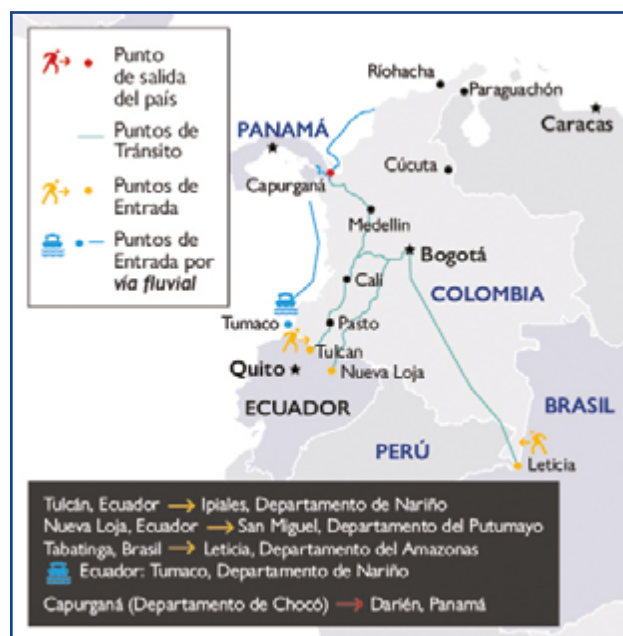 Punto
de salida
del país
Puntos de
Tránsito
Puntos de
Entrada
Puntos de
Entrada por
vía fluvial
Ríohacha
Paraguachón
Caracas
PANAMÁ
Cúcuta
Capurganá
Medellin
Bogotá
Calí
COLOMBIA
Tumaco
Pasto
Tulcan
Quito
Nueva Loja
ECUADOR
BRASIL
PERÚ
Leticia
Tulcán, Ecuador → Ipiales, Departamento de Nariño
Nueva Loja, Ecuador → San Miguel, Departamento del Putumayo
Tabatinga, Brasil → Leticia, Departamento del Amazonas
Ecuador: Tumaco, Departamento de Nariño
Capurganá (Departamento de Chocó) → Darién, Panamá